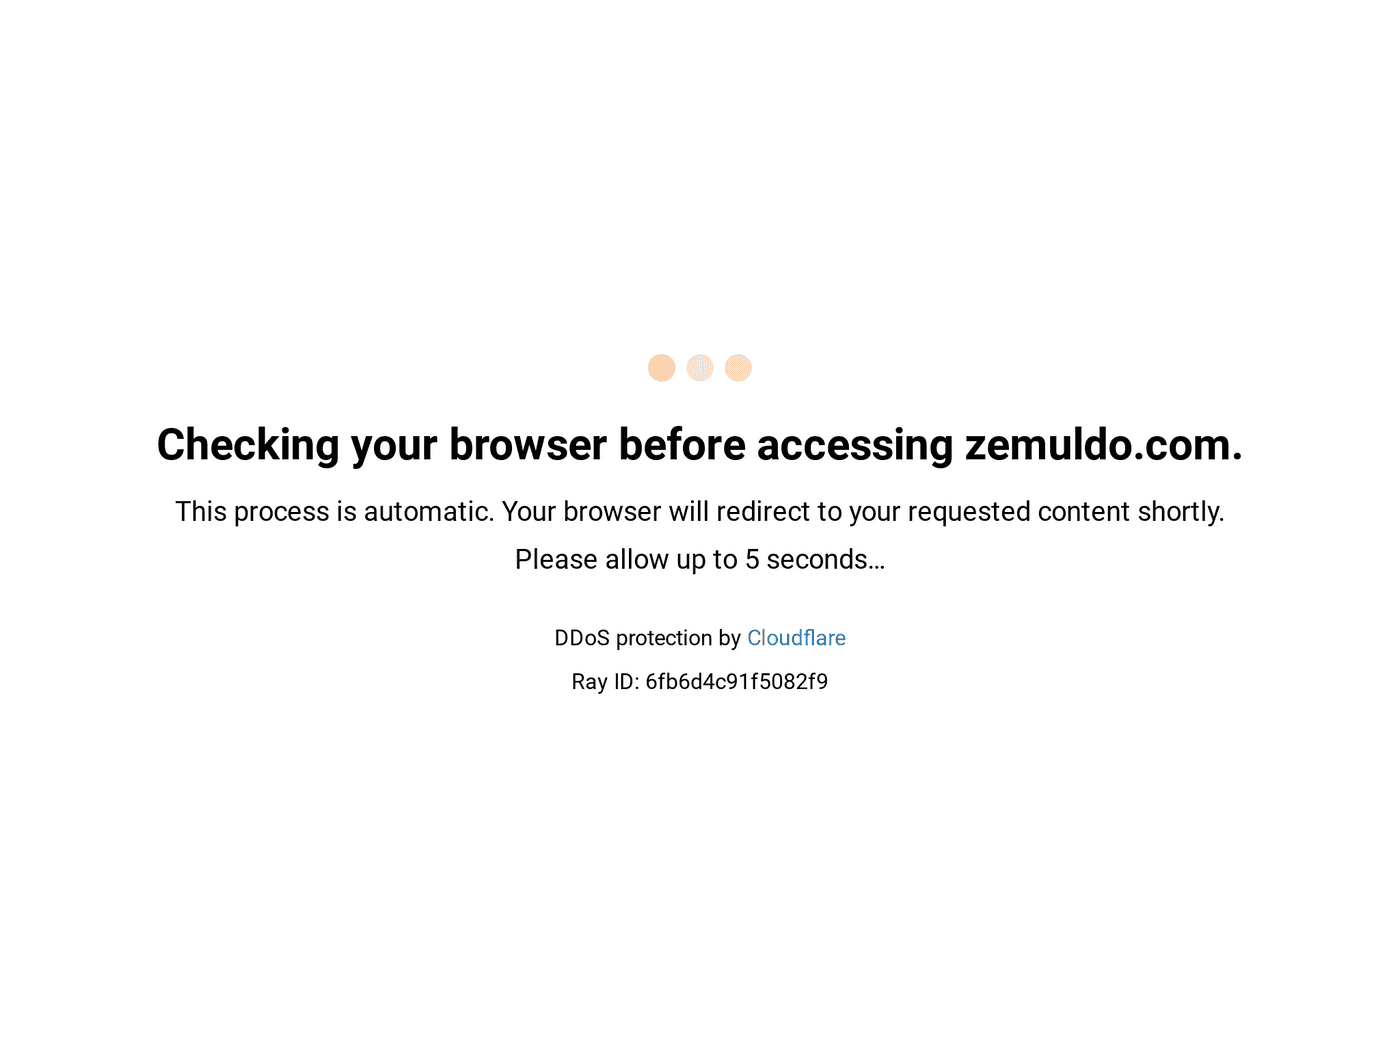 Checking your browser before accessing zemuldo.com.
This process is automatic. Your browser will redirect to your requested content shortly.
Please allow up to 5 seconds…
DDoS protection by Cloudflare
Ray ID: 6fb6d4c91f5082f9